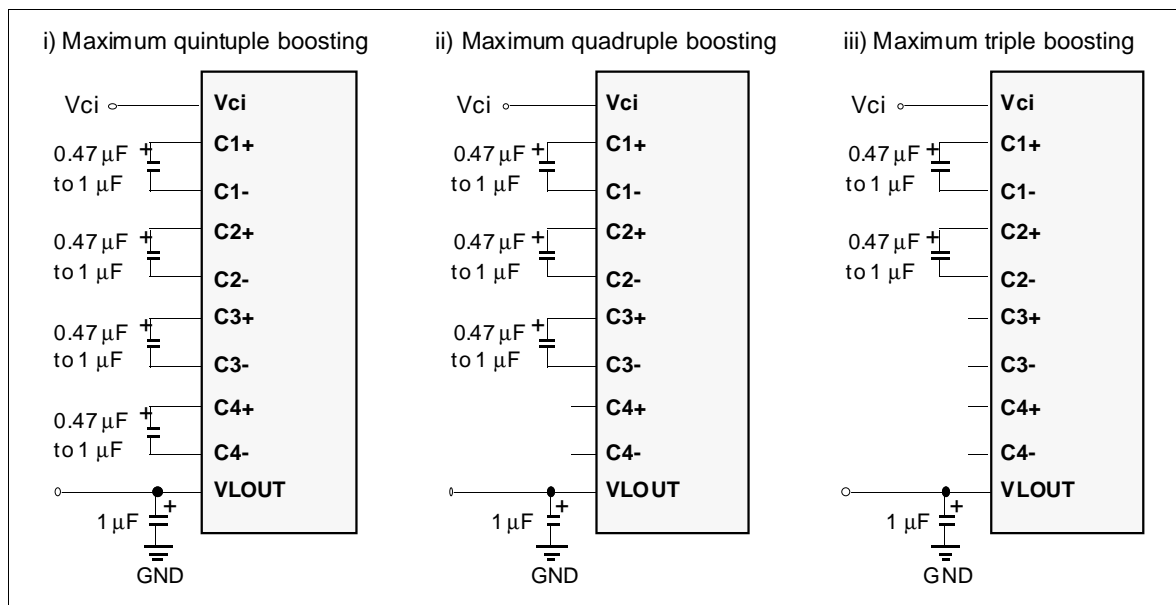 i) Maximum quintuple boosting
Vci
Vci
0.47 µF +
to 1 µF
C1+
C1-
0.47 µF +
to 1 µF
C2+
C2-
0.47 µF +
to 1 µF
C3+
C3-
0.47 µF +
to 1 µF
C4+
C4-
VLOUT
1 µF +
GND
ii) Maximum quadruple boosting
Vci
Vci
0.47 µF +
to 1 µF
C1+
C1-
0.47 µF +
to 1 µF
C2+
C2-
0.47 µF +
to 1 µF
C3+
C3-
C4+
C4-
VLOUT
1 µF +
GND
iii) Maximum triple boosting
Vci
Vci
0.47 µF +
to 1 µF
C1+
C1-
0.47 µF +
to 1 µF
C2+
C2-
C3+
C3-
C4+
C4-
VLOUT
1 µF +
GND